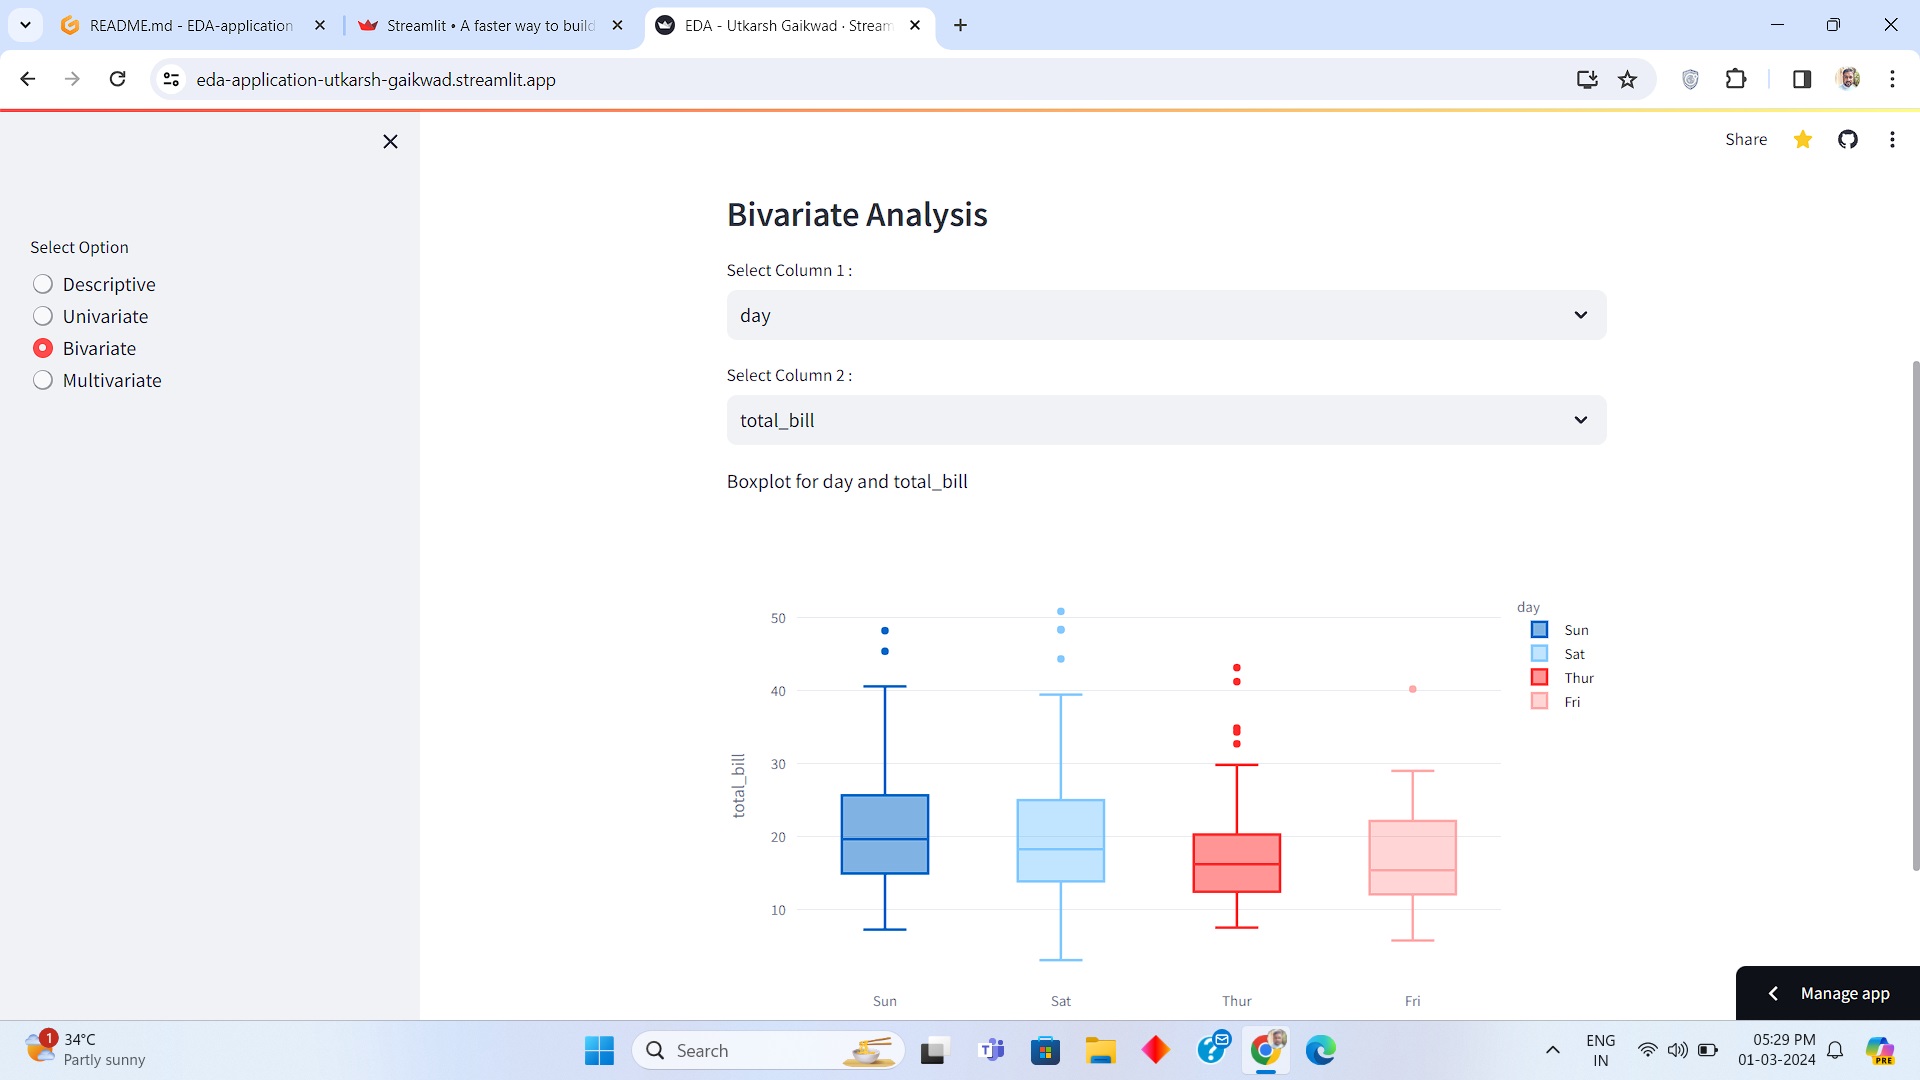 README.md - EDA-application
Streamlit • A faster way to build
EDA - Utkarsh Gaikwad · Stream
eda-application-utkarsh-gaikwad.streamlit.app
Share
Select Option
Descriptive
Univariate
Bivariate
Multivariate
Bivariate Analysis
Select Column 1 :
day
Select Column 2 :
total_bill
Boxplot for day and total_bill
total_bill
50
40
30
20
10
Sun
Sat
Thur
Fri
day
Sun
Sat
Thur
Fri
Manage app
1
34°C
Partly sunny
Search
ENG
IN
05:29 PM
01-03-2024
PRE